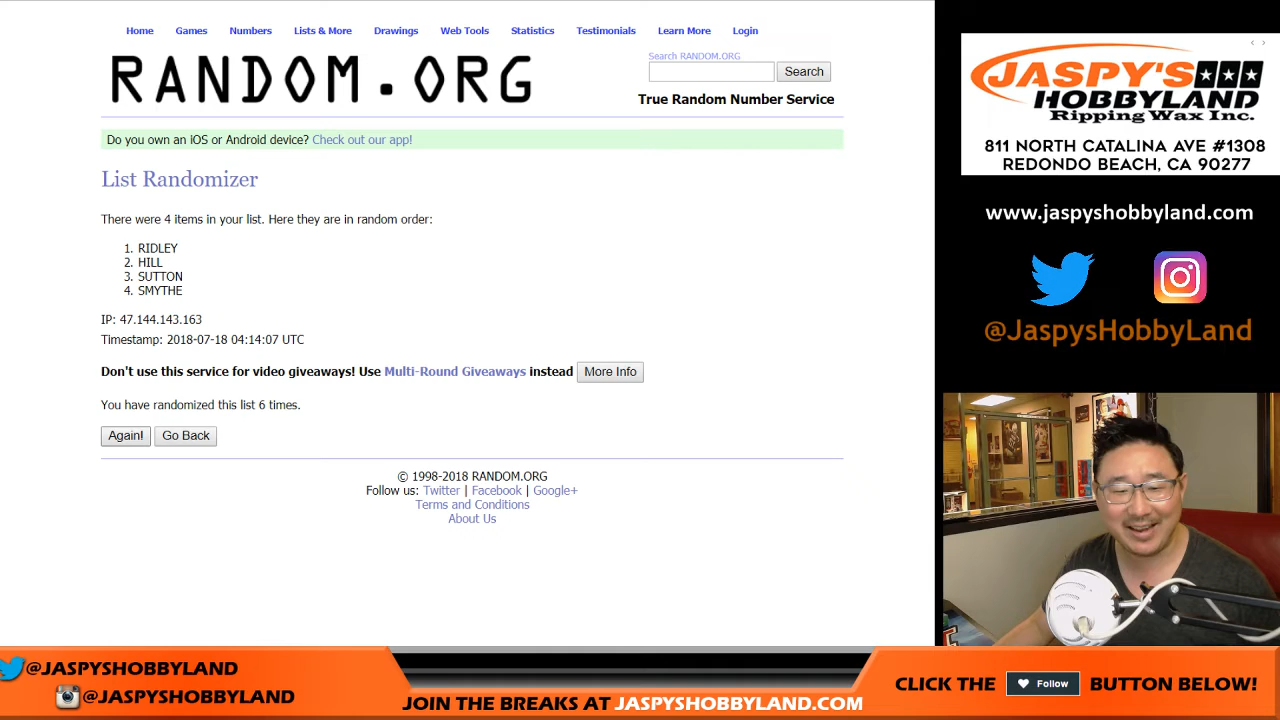 Home Games Numbers Lists & More Drawings Web Tools Statistics Testimonials Learn More Login
RANDOM.ORG
Search RANDOM.ORG
Search
True Random Number Service
Do you own an iOS or Android device? Check out our app!
List Randomizer
There were 4 items in your list. Here they are in random order:
1. RIDLEY
2. HILL
3. SUTTON
4. SMYTHE
IP: 47.144.143.163
Timestamp: 2018-07-18 04:14:07 UTC
Don't use this service for video giveaways! Use Multi-Round Giveaways instead More Info
You have randomized this list 6 times.
Again! Go Back
© 1998-2018 RANDOM.ORG
Follow us: Twitter | Facebook | Google+
Terms and Conditions
About Us
JASPY'S
HOBBYLAND
Ripping Wax Inc.
811 NORTH CATALINA AVE #1308
REDONDO BEACH, CA 90277
www.jaspyshobbyland.com
@JaspysHobbyLand
@JASPYSHOBBYLAND
@JASPYSHOBBYLAND
JOIN THE BREAKS AT JASPYSHOBBYLAND.COM
CLICK THE Follow BUTTON BELOW!